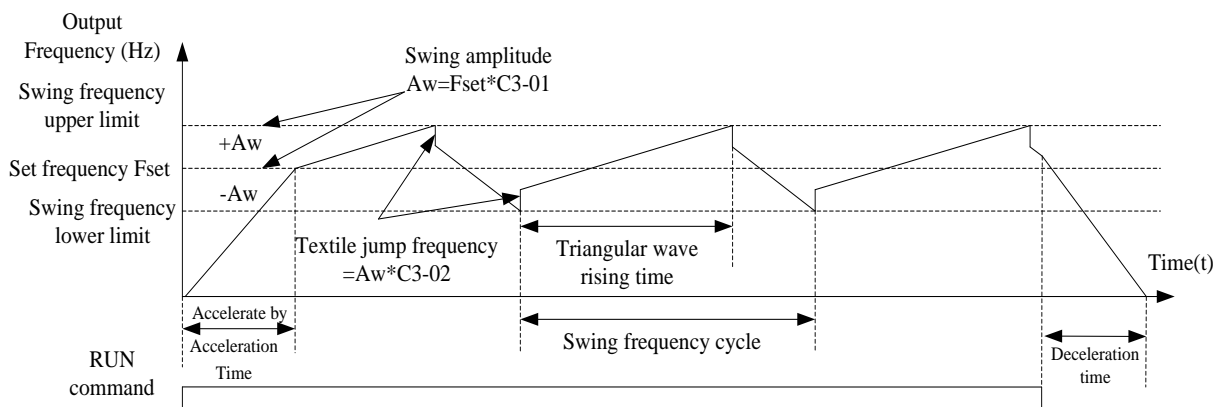 Output
Frequency (Hz)
Swing amplitude
Aw=Fset*C3-01
Swing frequency
upper limit
+Aw
Set frequency Fset
-Aw
Swing frequency
lower limit
Textile jump frequency
=Aw*C3-02
Triangular wave
rising time
Time(t)
Accelerate by
Acceleration
Time
Swing frequency cycle
Deceleration
time
RUN
command